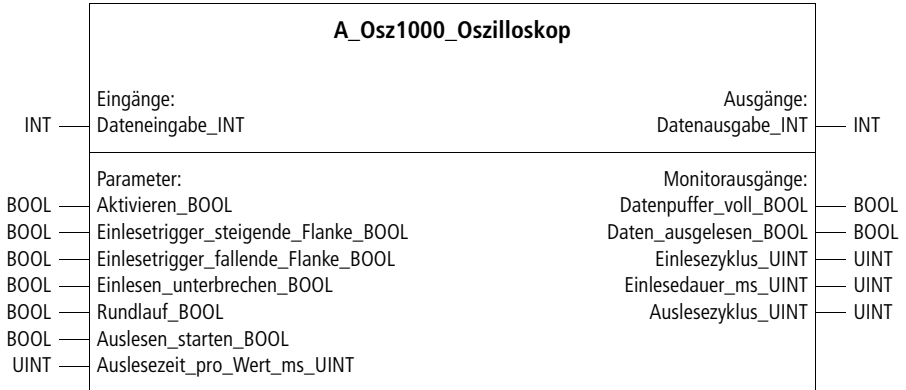 A_Osz1000_Oszilloskop
Eingänge: Ausgänge:
INT Dateneingabe_INT Datenausgabe_INT INT
Parameter: Monitorausgänge:
BOOL Aktivieren_BOOL Datenpuffer_voll_BOOL BOOL
BOOL Einlesetrigger_steigende_Flanke_BOOL Daten_ausgelesen_BOOL BOOL
BOOL Einlesetrigger_fallende_Flanke_BOOL Einlesezyklus_UINT UINT
BOOL Einlesen_unterbrechen_BOOL Einlesedauer_ms_UINT UINT
BOOL Rundlauf_BOOL Auslesezyklus_UINT UINT
BOOL Auslesen_starten_BOOL
UINT Auslesezeit_pro_Wert_ms_UINT